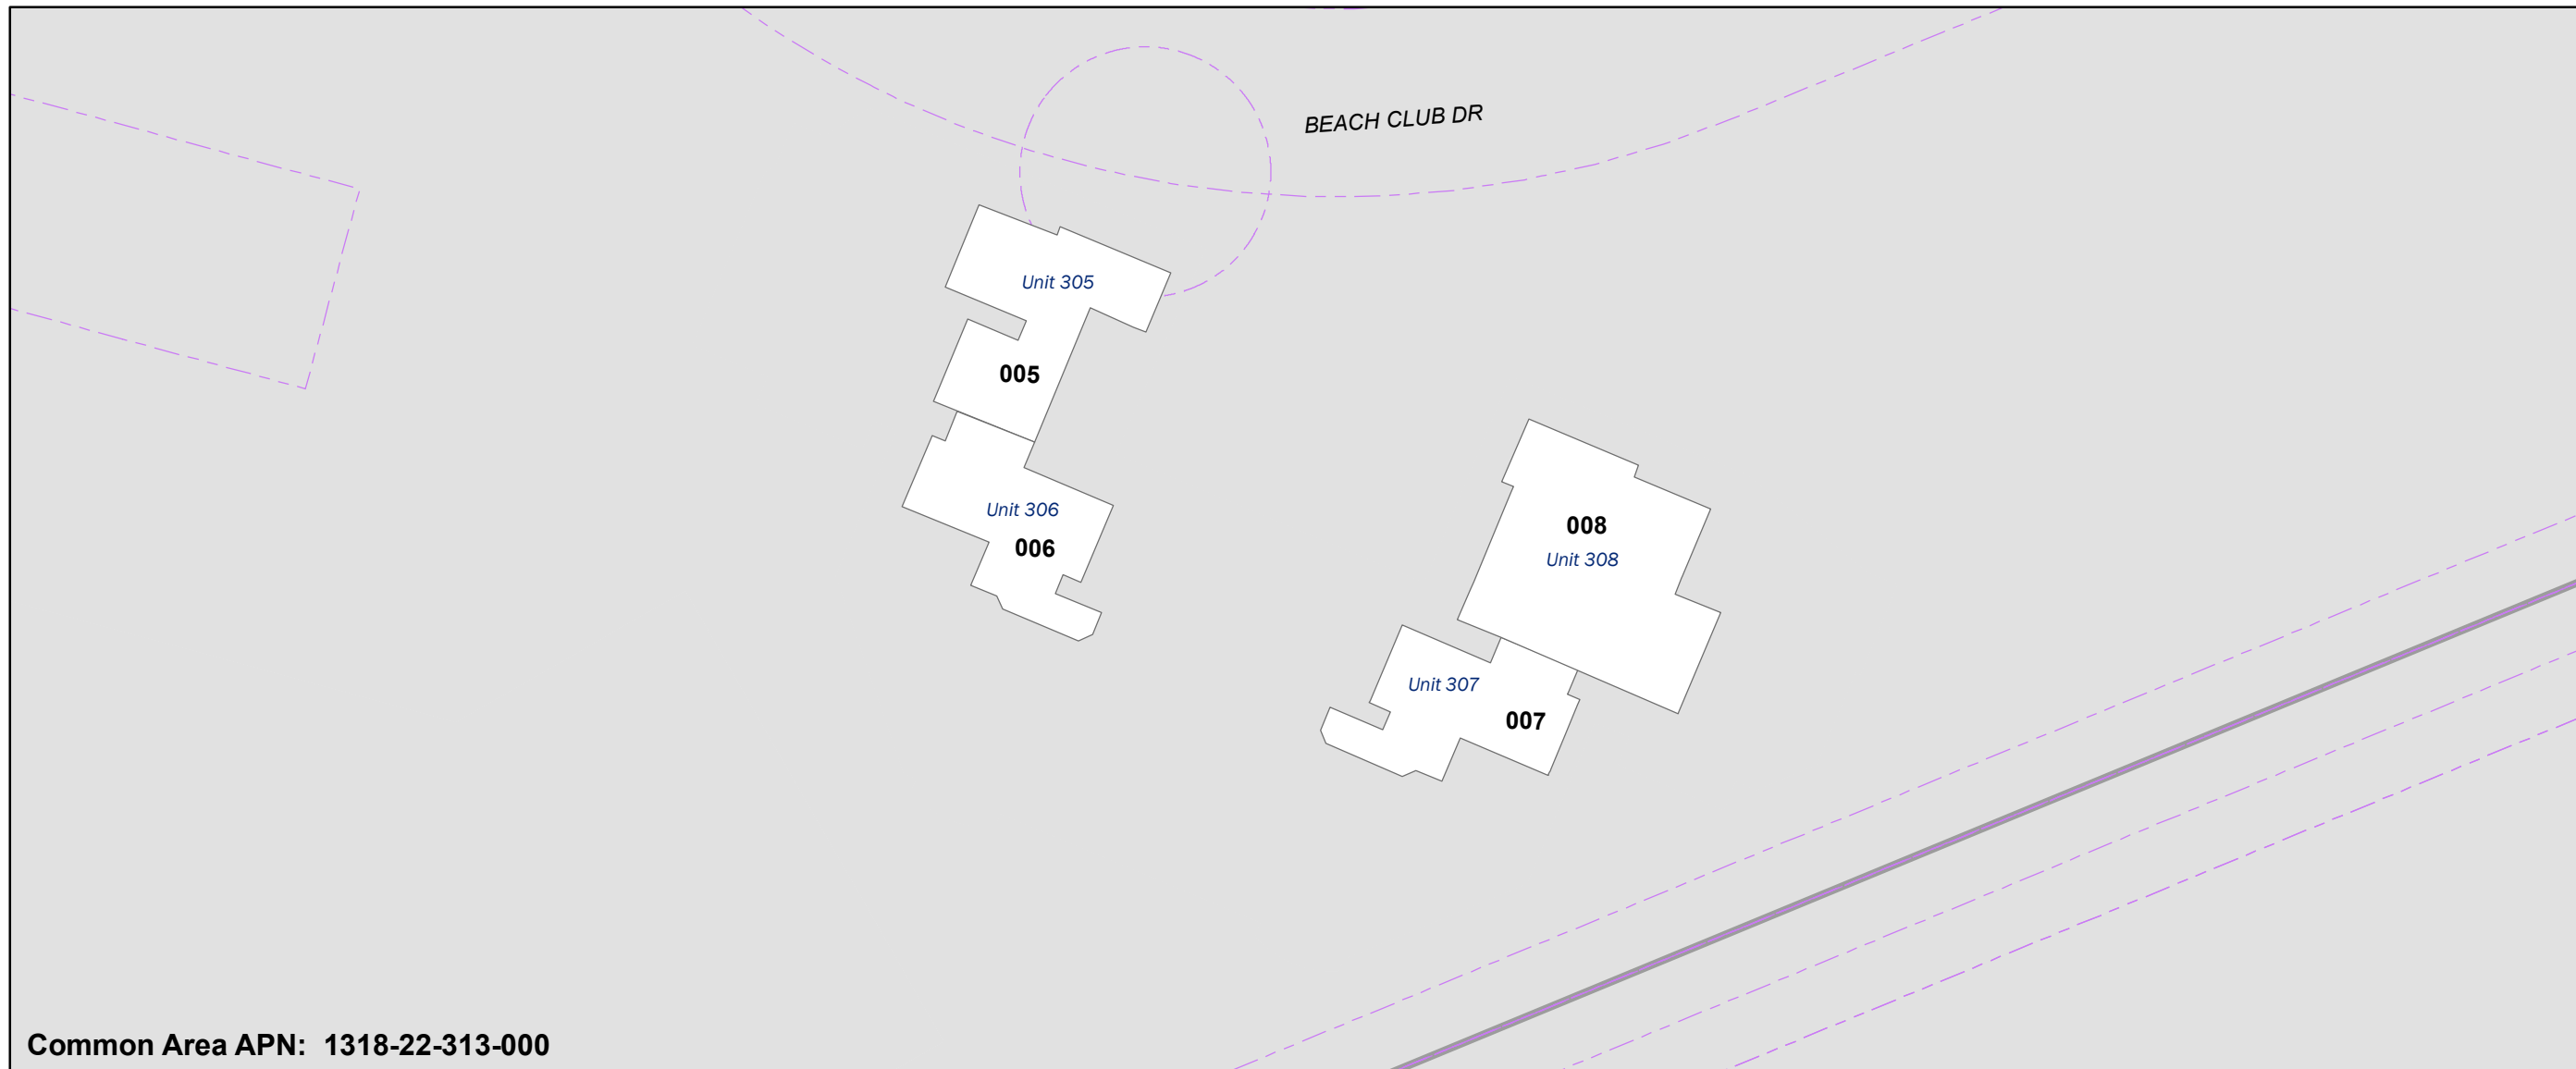 BEACH CLUB DR
Unit 305
005
Unit 306
006
008
Unit 308
Unit 307
007
Common Area APN: 1318-22-313-000